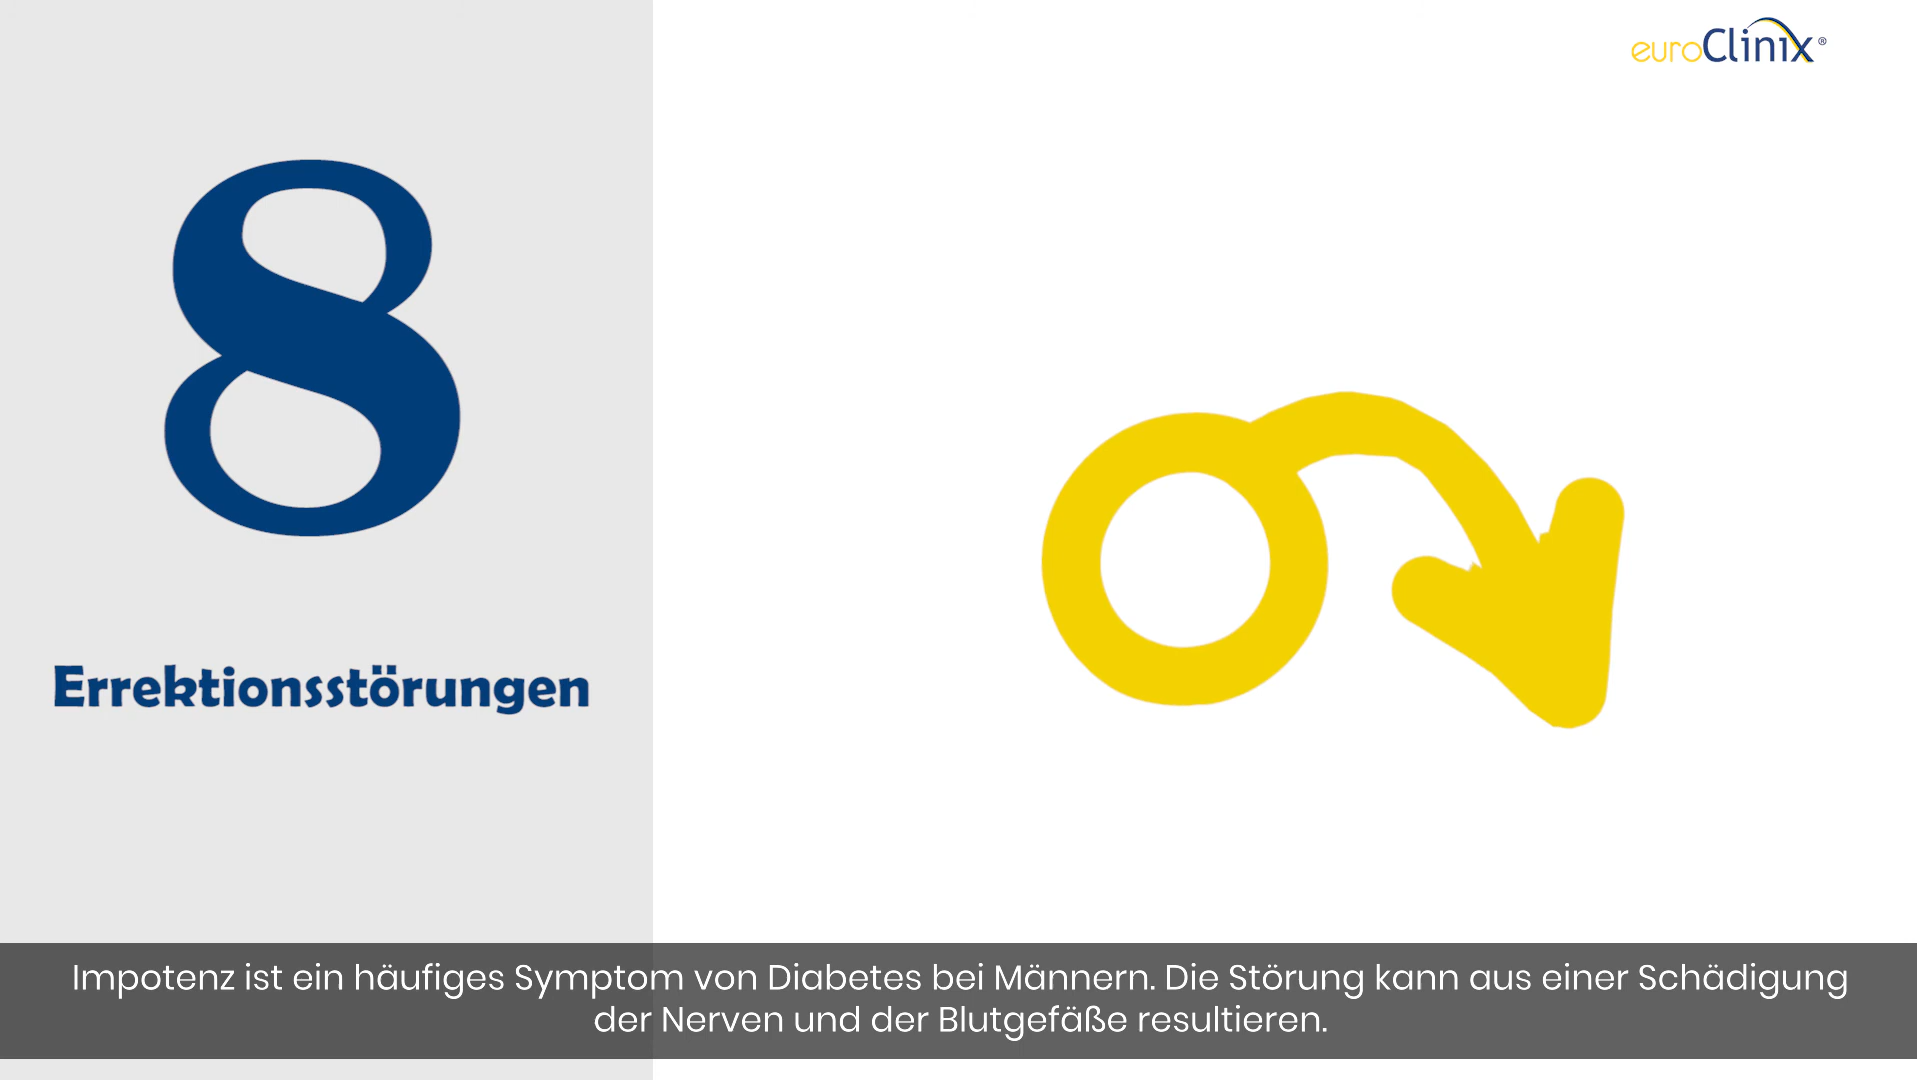 euroClinix®
8
Errektionsstörungen
Impotenz ist ein häufiges Symptom von Diabetes bei Männern. Die Störung kann aus einer Schädigung
der Nerven und der Blutgefäße resultieren.